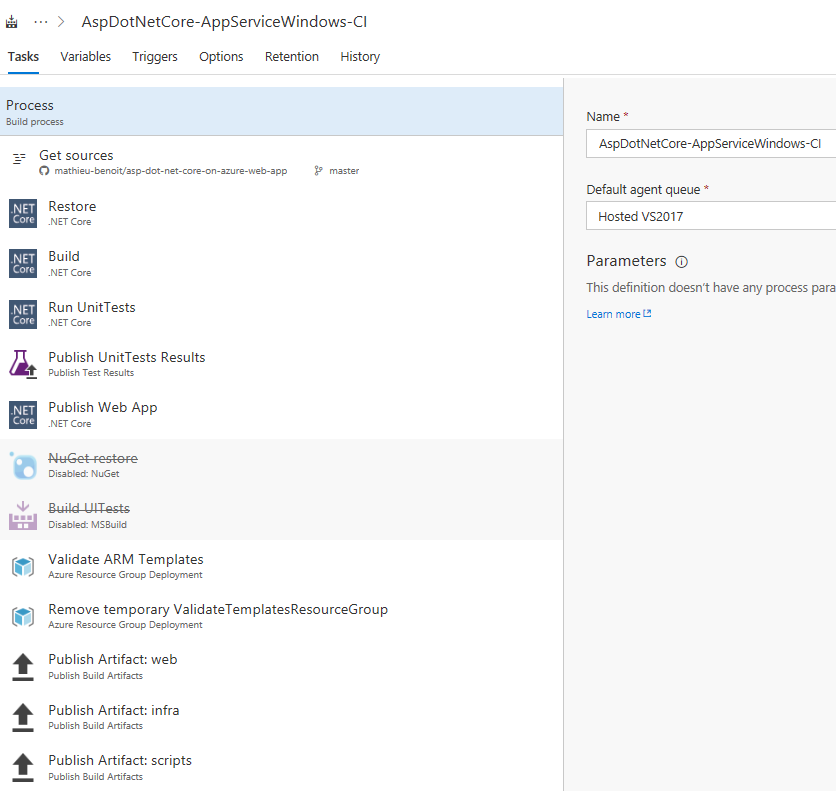 ··· > AspDotNetCore-AppServiceWindows-CI
Tasks Variables Triggers Options Retention History
Process
Build process
Get sources
mathieu-benoit/asp-dot-net-core-on-azure-web-app master
.NET Core Restore
.NET Core
.NET Core Build
.NET Core
.NET Core Run UnitTests
.NET Core
Publish UnitTests Results
Publish Test Results
.NET Core Publish Web App
.NET Core
NuGet restore
Disabled: NuGet
Build UITests
Disabled: MSBuild
Validate ARM Templates
Azure Resource Group Deployment
Remove temporary ValidateTemplatesResourceGroup
Azure Resource Group Deployment
Publish Artifact: web
Publish Build Artifacts
Publish Artifact: infra
Publish Build Artifacts
Publish Artifact: scripts
Publish Build Artifacts
Name *
AspDotNetCore-AppServiceWindows-CI
Default agent queue *
Hosted VS2017
Parameters
This definition doesn't have any process para
Learn more